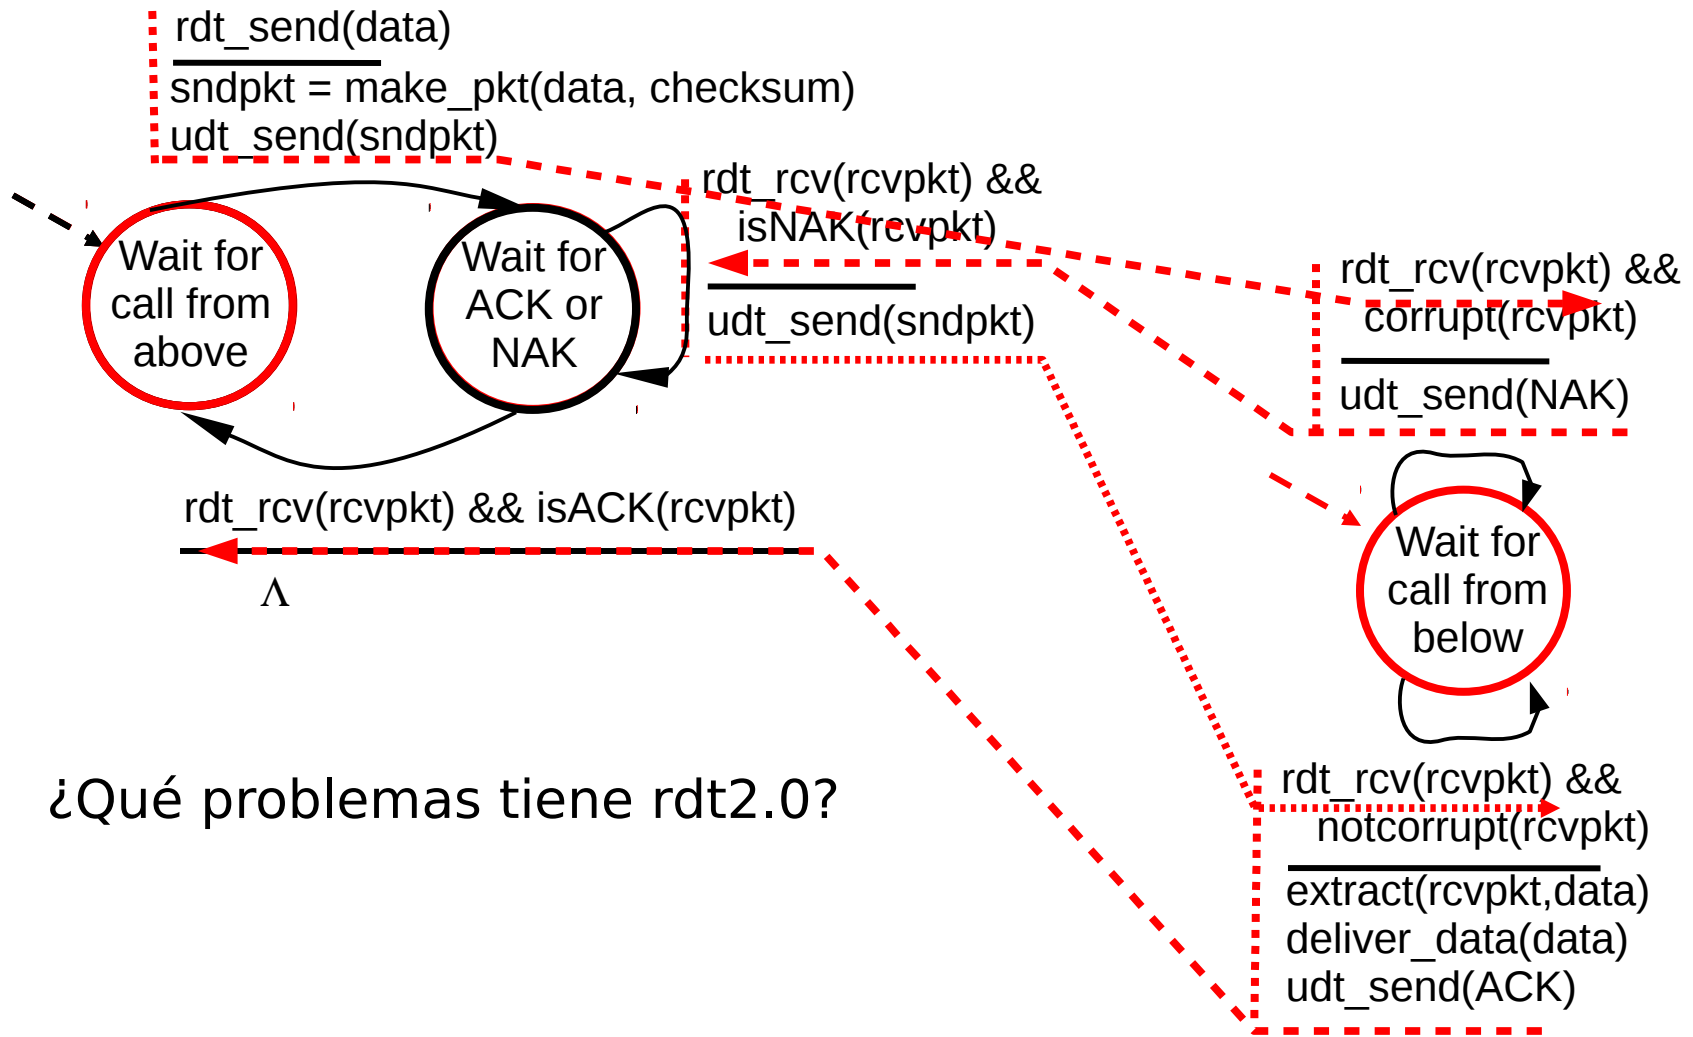 rdt_send(data)
sndpkt = make_pkt(data, checksum)
udt_send(sndpkt)
rdt_rcv(rcvpkt) &&
isNAK(rcvpkt)
udt_send(sndpkt)
Wait for
call from
above
Wait for
ACK or
NAK
rdt_rcv(rcvpkt) &&
corrupt(rcvpkt)
udt_send(NAK)
rdt_rcv(rcvpkt) && isACK(rcvpkt)
Λ
Wait for
call from
below
¿Qué problemas tiene rdt2.0?
rdt_rcv(rcvpkt) &&
notcorrupt(rcvpkt)
extract(rcvpkt,data)
deliver_data(data)
udt_send(ACK)